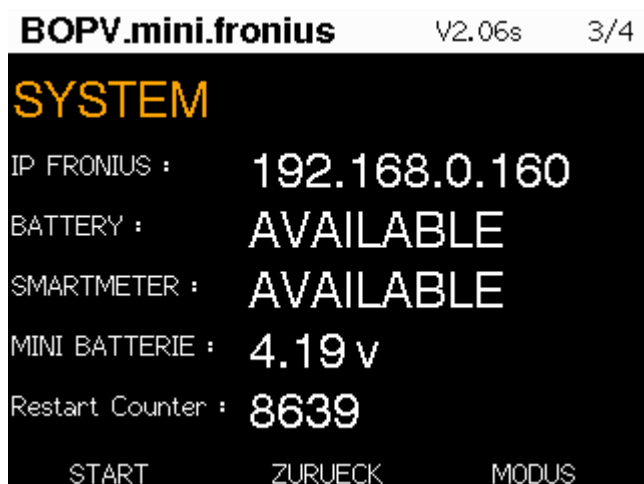 BOPV.mini.fronius V2.06s 3/4
SYSTEM
IP FRONIUS : 192.168.0.160
BATTERY : AVAILABLE
SMARTMETER : AVAILABLE
MINI BATTERIE : 4.19 v
Restart Counter : 8639
START ZURUECK MODUS